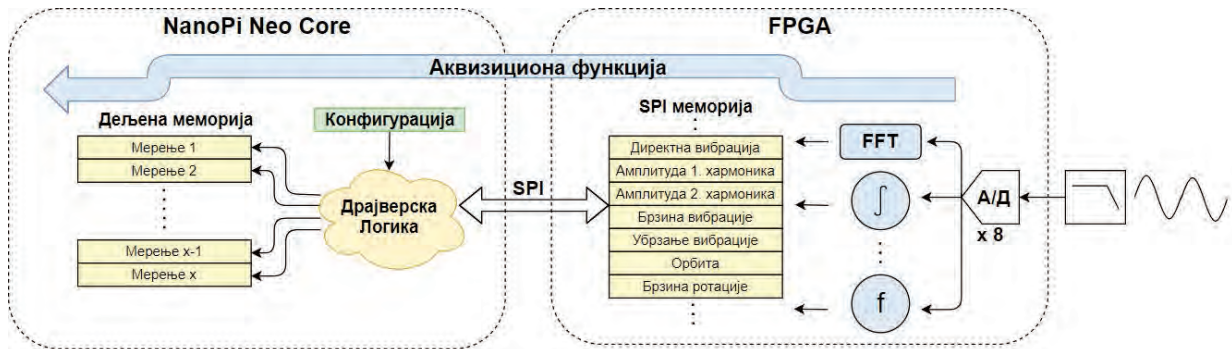 NanoPi Neo Core
FPGA
Аквизициона функција
Дељена меморија
Конфигурација
SPI меморија
Мерење 1
Мерење 2
Мерење x-1
Мерење x
Драјверска
Логика
SPI
Директна вибрација
Амплитуда 1. хармоника
Амплитуда 2. хармоника
Брзина вибрације
Убрзање вибрације
Орбита
Брзина ротације
FFT
∫
f
А/Д
x 8